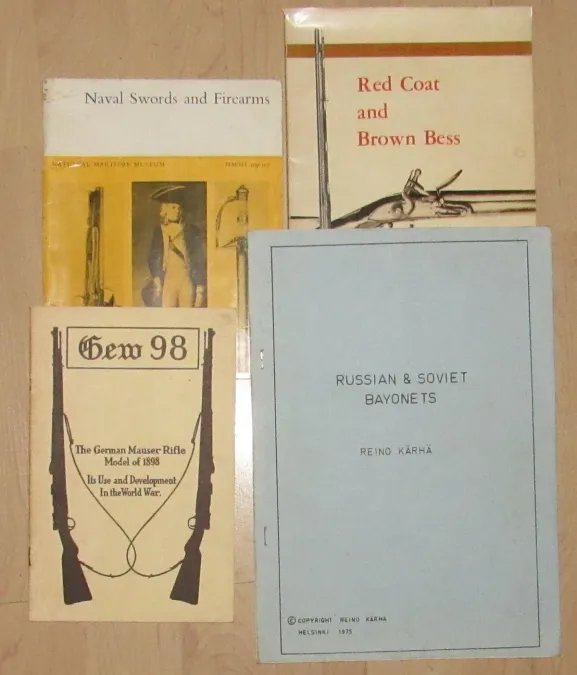 Naval Swords and Firearms
NATIONAL MARITIME MUSEUM
Red Coat
and
Brown Bess
Gew 98
The German Mauser Rifle
Model of 1898
Its Use and Development
In the World War.
RUSSIAN & SOVIET
BAYONETS
REINO KÄRHÄ
© COPYRIGHT REINO KÄRHÄ
HELSINKI 1973